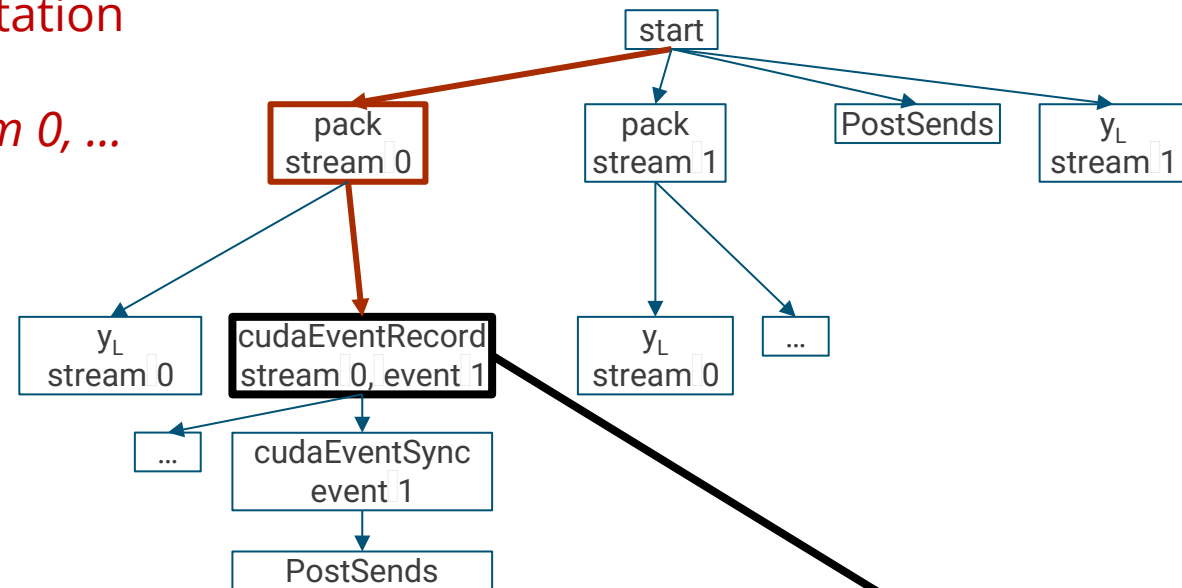 tation
m 0, ...
start
pack
stream 0
pack
stream 1
PostSends
yL
stream 1
yL
stream 0
cudaEventRecord
stream 0, event 1
yL
stream 0
...
...
cudaEventSync
event 1
PostSends